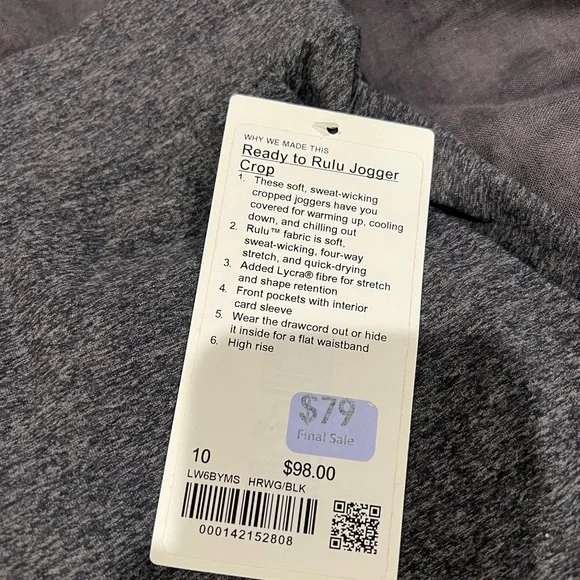 WHY WE MADE THIS
Ready to Rulu Jogger
Crop
1. These soft, sweat-wicking
cropped joggers have you
covered for warming up, cooling
down, and chilling out
2. Rulu™ fabric is soft,
sweat-wicking, four-way
stretch, and quick-drying
3. Added Lycra® fibre for stretch
and shape retention
4. Front pockets with interior
card sleeve
5. Wear the drawcord out or hide
it inside for a flat waistband
6. High rise
$79
Final Sale
10 $98.00
LW6BYMS HRWG/BLK
000142152808